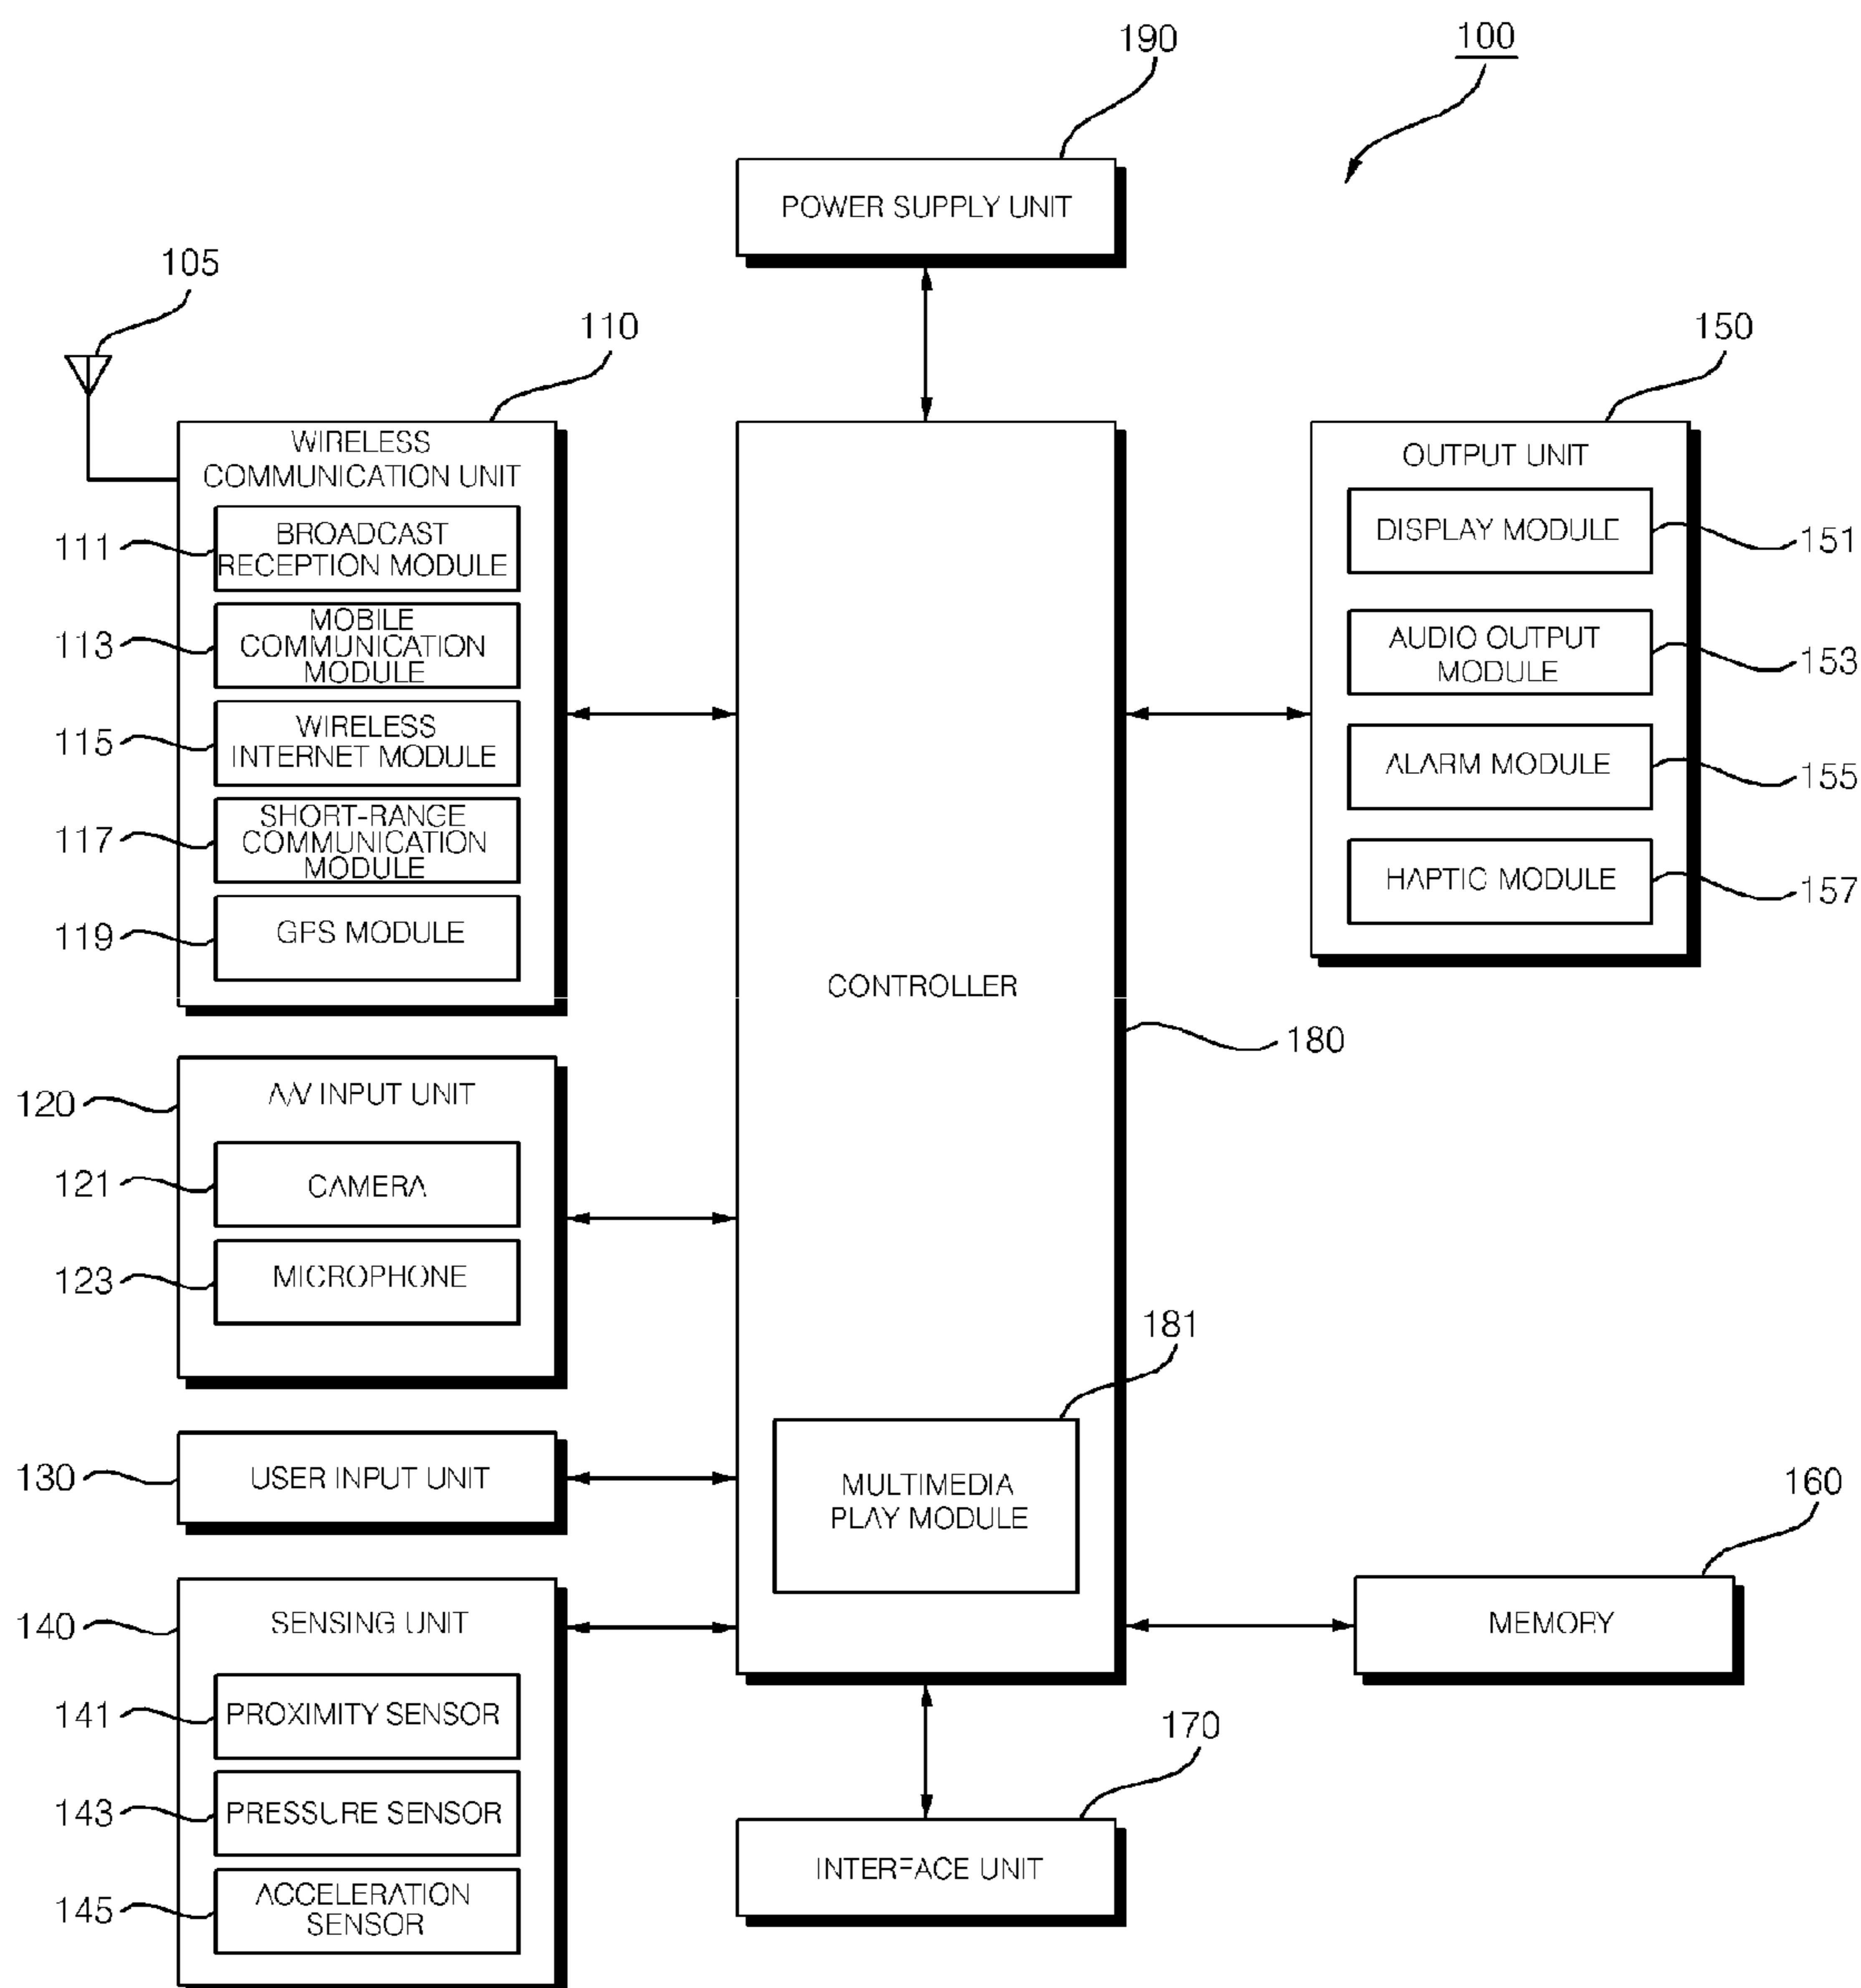 190
100
POWER SUPPLY UNIT
105
110
150
WIRELESS
COMMUNICATION UNIT
111
BROADCAST
RECEPTION MODULE
113
MOBILE
COMMUNICATION
MODULE
115
WIRELESS
INTERNET MODULE
117
SHORT-RANGE
COMMUNICATION
MODULE
119
GPS MODULE
CONTROLLER
180
OUTPUT UNIT
DISPLAY MODULE
151
AUDIO OUTPUT
MODULE
153
ALARM MODULE
155
HAPTIC MODULE
157
120
A/V INPUT UNIT
121
CAMERA
123
MICROPHONE
181
MULTIMEDIA
PLAY MODULE
130
USER INPUT UNIT
160
MEMORY
140
SENSING UNIT
141
PROXIMITY SENSOR
143
PRESSURE SENSOR
145
ACCELERATION
SENSOR
170
INTERFACE UNIT